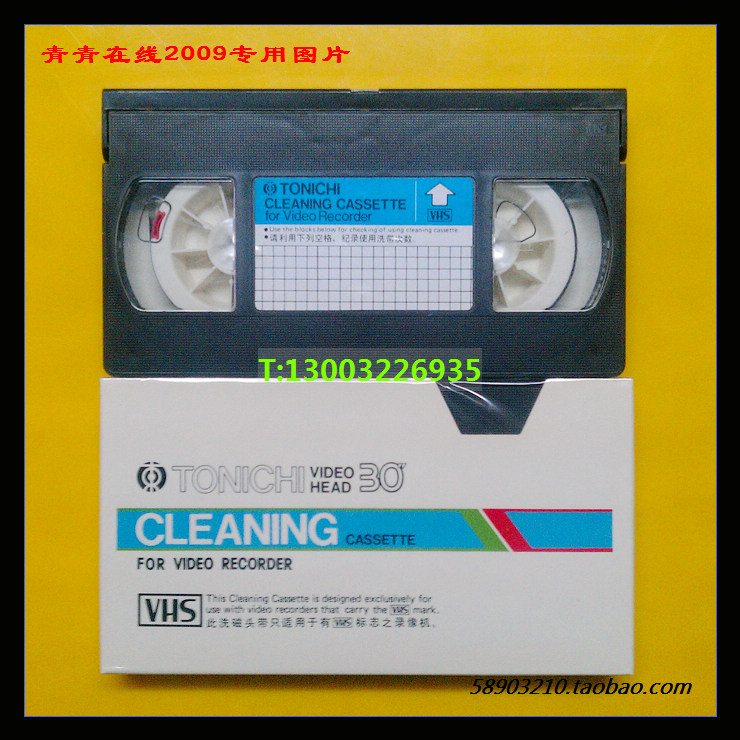 青青在线2009专用图片
TONICHI
CLEANING CASSETTE
for Video Recorder
VHS
● Use the blocks below for checking of using cleaning cassette.
● 请利用下列空格，纪录使用洗带次数
T:13003226935
TONICHI VIDEO HEAD 30"
CLEANING CASSETTE
FOR VIDEO RECORDER
VHS
This Cleaning Cassette is designed exclusively for
use with video recorders that carry the VHS mark.
此洗磁头带只适用于有VHS标志之录像机。
58903210.taobao.com